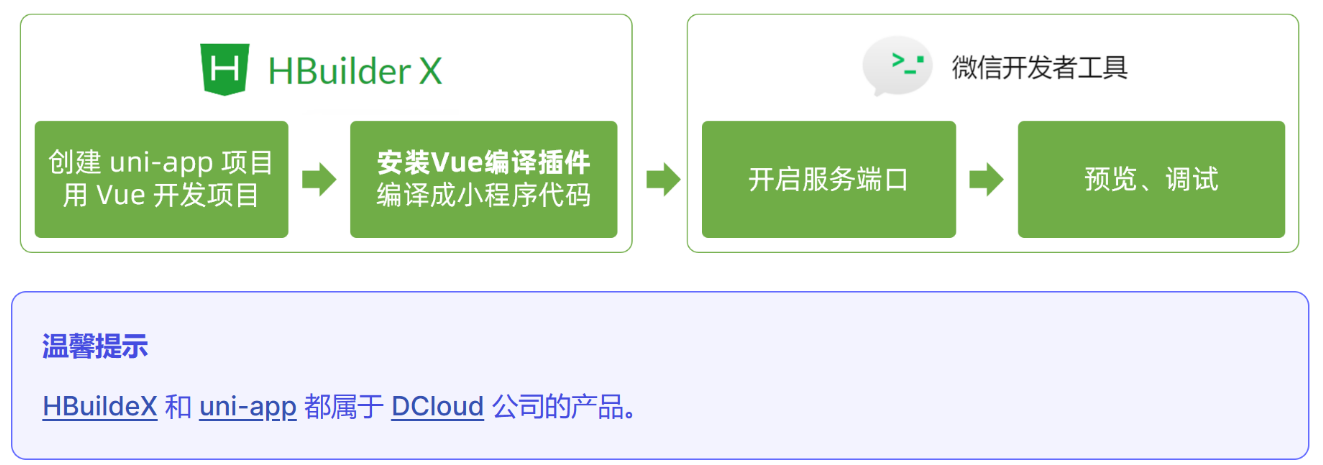 HBuilder X
创建 uni-app 项目
用 Vue 开发项目
安装Vue编译插件
编译成小程序代码
微信开发者工具
开启服务端口
预览、调试
温馨提示
HBuildeX 和 uni-app 都属于 DCloud 公司的产品。